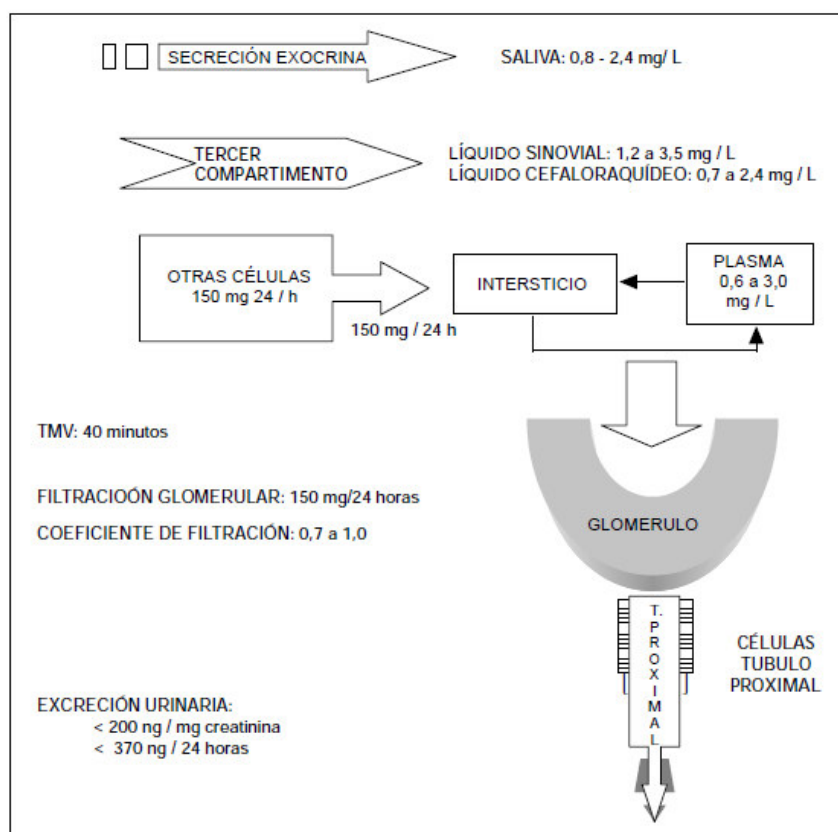 SECRECIÓN EXOCRINA
SALIVA: 0,8 - 2,4 mg/ L
TERCER
COMPARTIMENTO
LÍQUIDO SINOVIAL: 1,2 a 3,5 mg / L
LÍQUIDO CEFALORAQUÍDEO: 0,7 a 2,4 mg / L
OTRAS CÉLULAS
150 mg 24 / h
150 mg / 24 h
INTERSTICIO
PLASMA
0,6 a 3,0
mg / L
TMV: 40 minutos
FILTRACIOÓN GLOMERULAR: 150 mg/24 horas
COEFICIENTE DE FILTRACIÓN: 0,7 a 1,0
GLOMERULO
T.PROXIMAL
CÉLULAS
TUBULO
PROXIMAL
EXCRECIÓN URINARIA:
< 200 ng / mg creatinina
< 370 ng / 24 horas